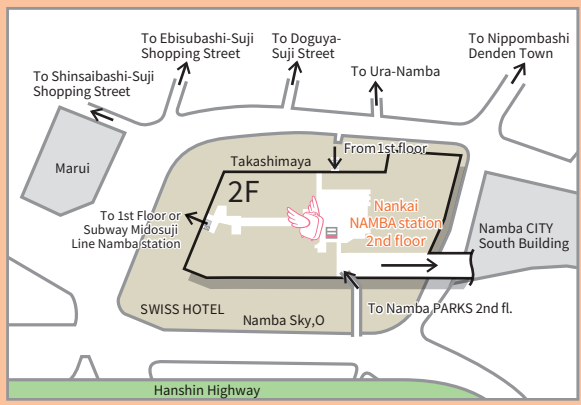 To Ebisubashi-Suji
Shopping Street
To Doguya-
Suji Street
To Nippombashi
Denden Town
To Shinsaibashi-Suji
Shopping Street
To Ura-Namba
From 1st floor
Takashimaya
Marui
2F
Nankai
NAMBA station
2nd floor
To 1st Floor or
Subway Midosuji
Line Namba station
Namba CITY
South Building
SWISS HOTEL
Namba Sky,O
To Namba PARKS 2nd fl.
Hanshin Highway